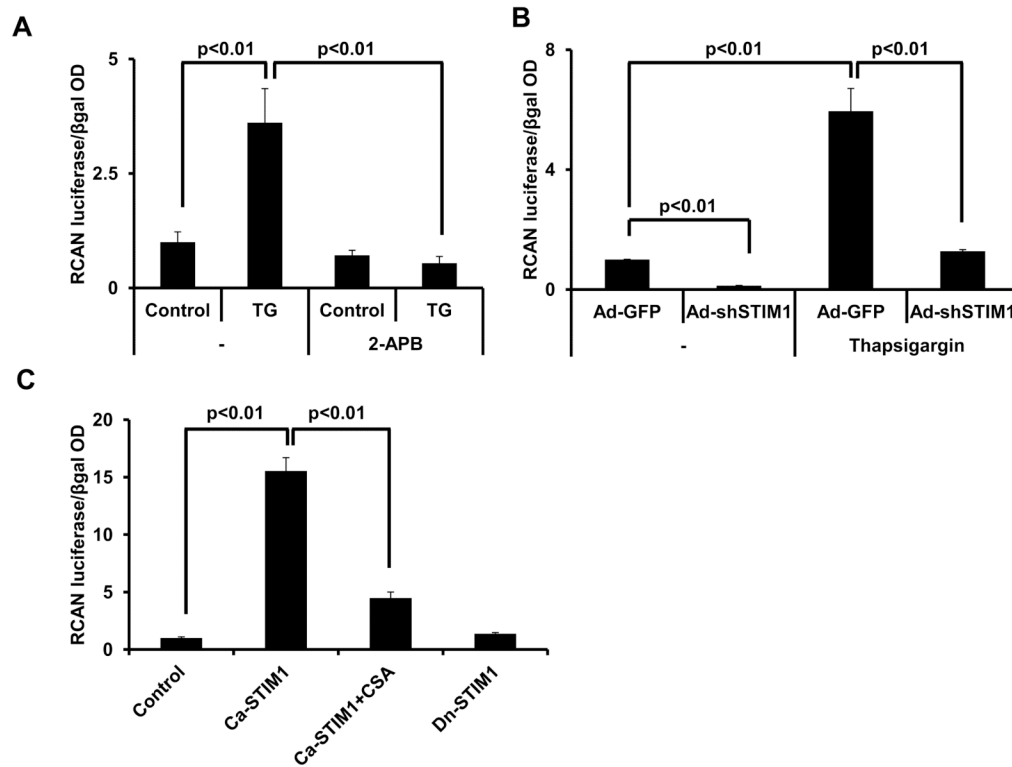 A
RCAN luciferase/βgal OD
5
2.5
0
p<0.01
p<0.01
Control
TG
Control
TG
-
2-APB
B
RCAN luciferase/βgal OD
8
4
0
p<0.01
p<0.01
p<0.01
Ad-GFP
Ad-shSTIM1
Ad-GFP
Ad-shSTIM1
-
Thapsigargin
C
RCAN luciferase/βgal OD
20
15
10
5
0
p<0.01
p<0.01
Control
Ca-STIM1
Ca-STIM1+CSA
Dn-STIM1